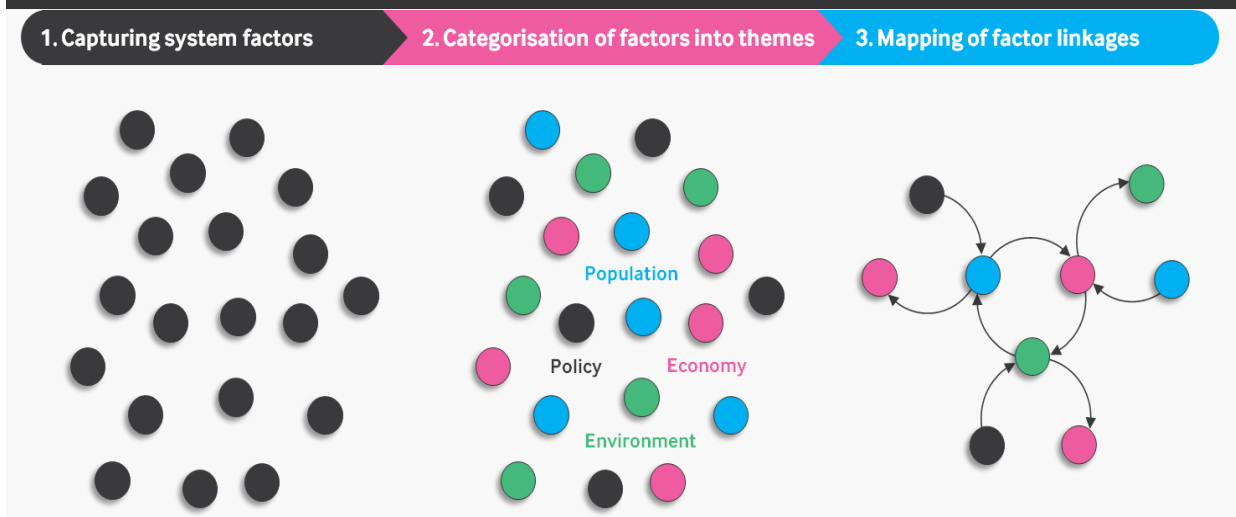 1. Capturing system factors
2. Categorisation of factors into themes
3. Mapping of factor linkages
Population
Policy
Economy
Environment